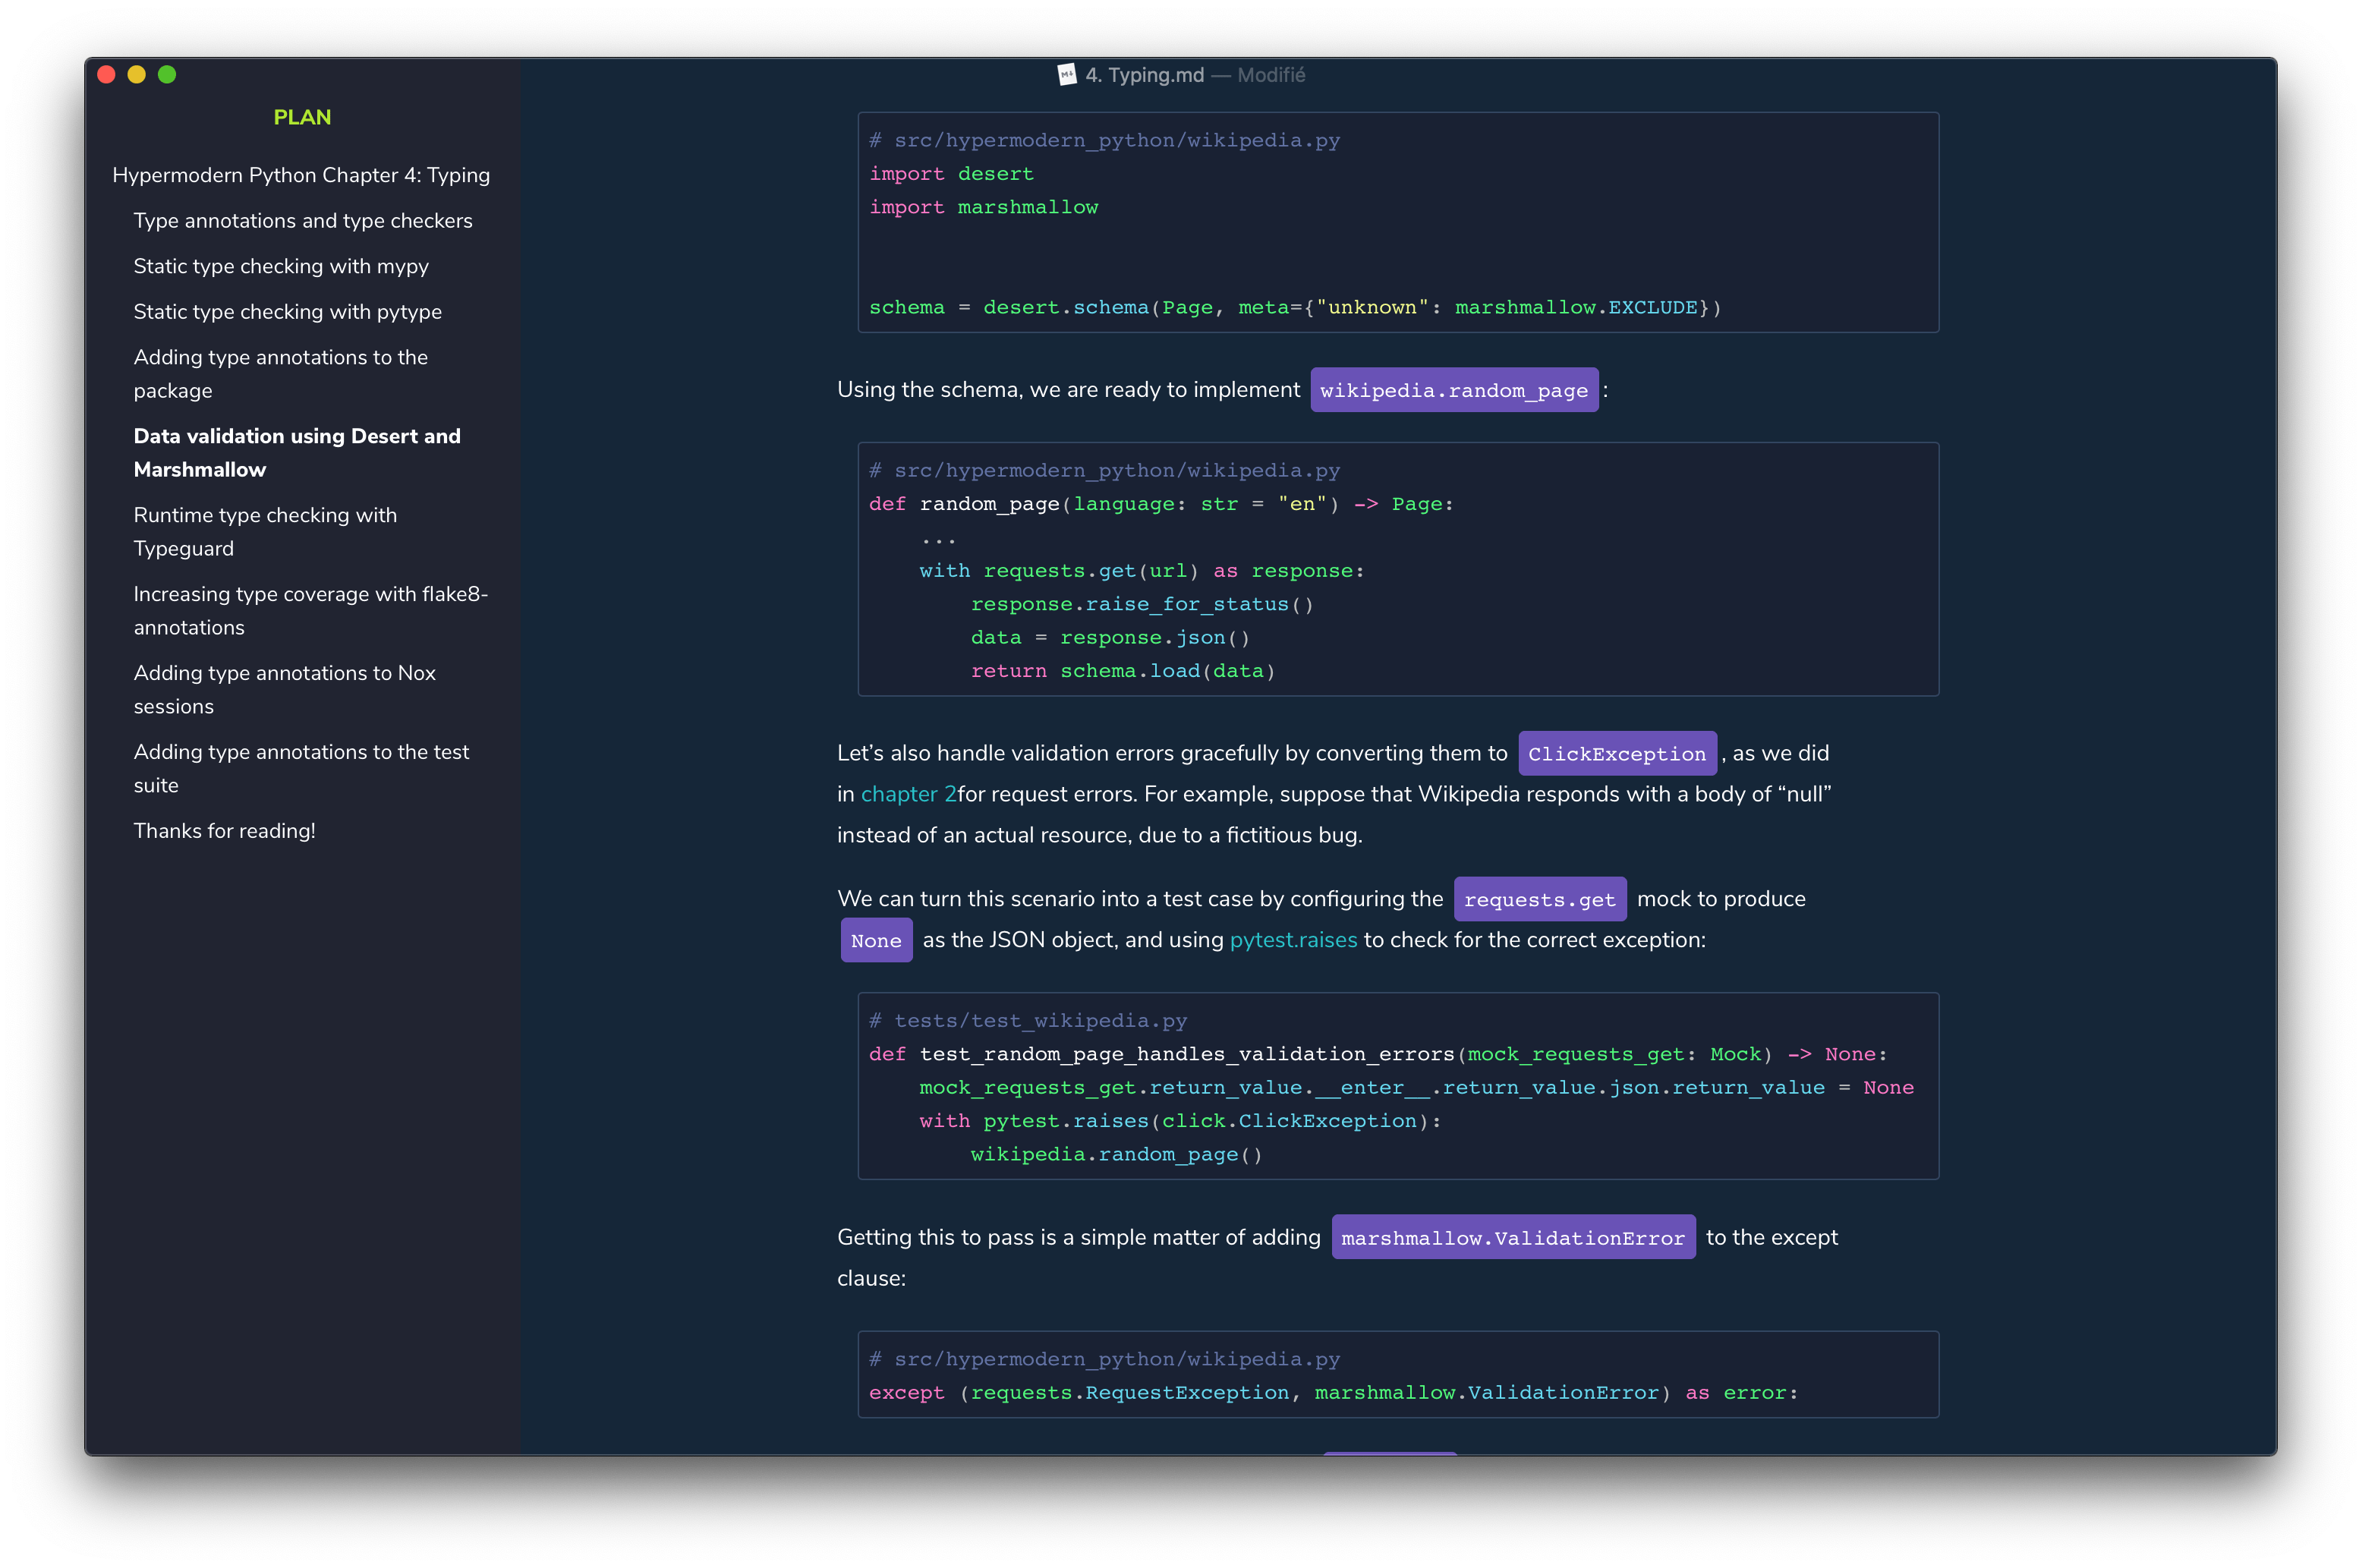 4. Typing.md — Modifié
PLAN
Hypermodern Python Chapter 4: Typing
Type annotations and type checkers
Static type checking with mypy
Static type checking with pytype
Adding type annotations to the
package
Data validation using Desert and
Marshmallow
Runtime type checking with
Typeguard
Increasing type coverage with flake8-
annotations
Adding type annotations to Nox
sessions
Adding type annotations to the test
suite
Thanks for reading!
# src/hypermodern_python/wikipedia.py
import desert
import marshmallow
schema = desert.schema(Page, meta={"unknown": marshmallow.EXCLUDE})
Using the schema, we are ready to implement wikipedia.random_page :
# src/hypermodern_python/wikipedia.py
def random_page(language: str = "en") -> Page:
    ...
    with requests.get(url) as response:
        response.raise_for_status()
        data = response.json()
        return schema.load(data)
Let’s also handle validation errors gracefully by converting them to ClickException , as we did
in chapter 2for request errors. For example, suppose that Wikipedia responds with a body of “null”
instead of an actual resource, due to a fictitious bug.
We can turn this scenario into a test case by configuring the requests.get mock to produce
None as the JSON object, and using pytest.raises to check for the correct exception:
# tests/test_wikipedia.py
def test_random_page_handles_validation_errors(mock_requests_get: Mock) -> None:
    mock_requests_get.return_value.__enter__.return_value.json.return_value = None
    with pytest.raises(click.ClickException):
        wikipedia.random_page()
Getting this to pass is a simple matter of adding marshmallow.ValidationError to the except
clause:
# src/hypermodern_python/wikipedia.py
except (requests.RequestException, marshmallow.ValidationError) as error: